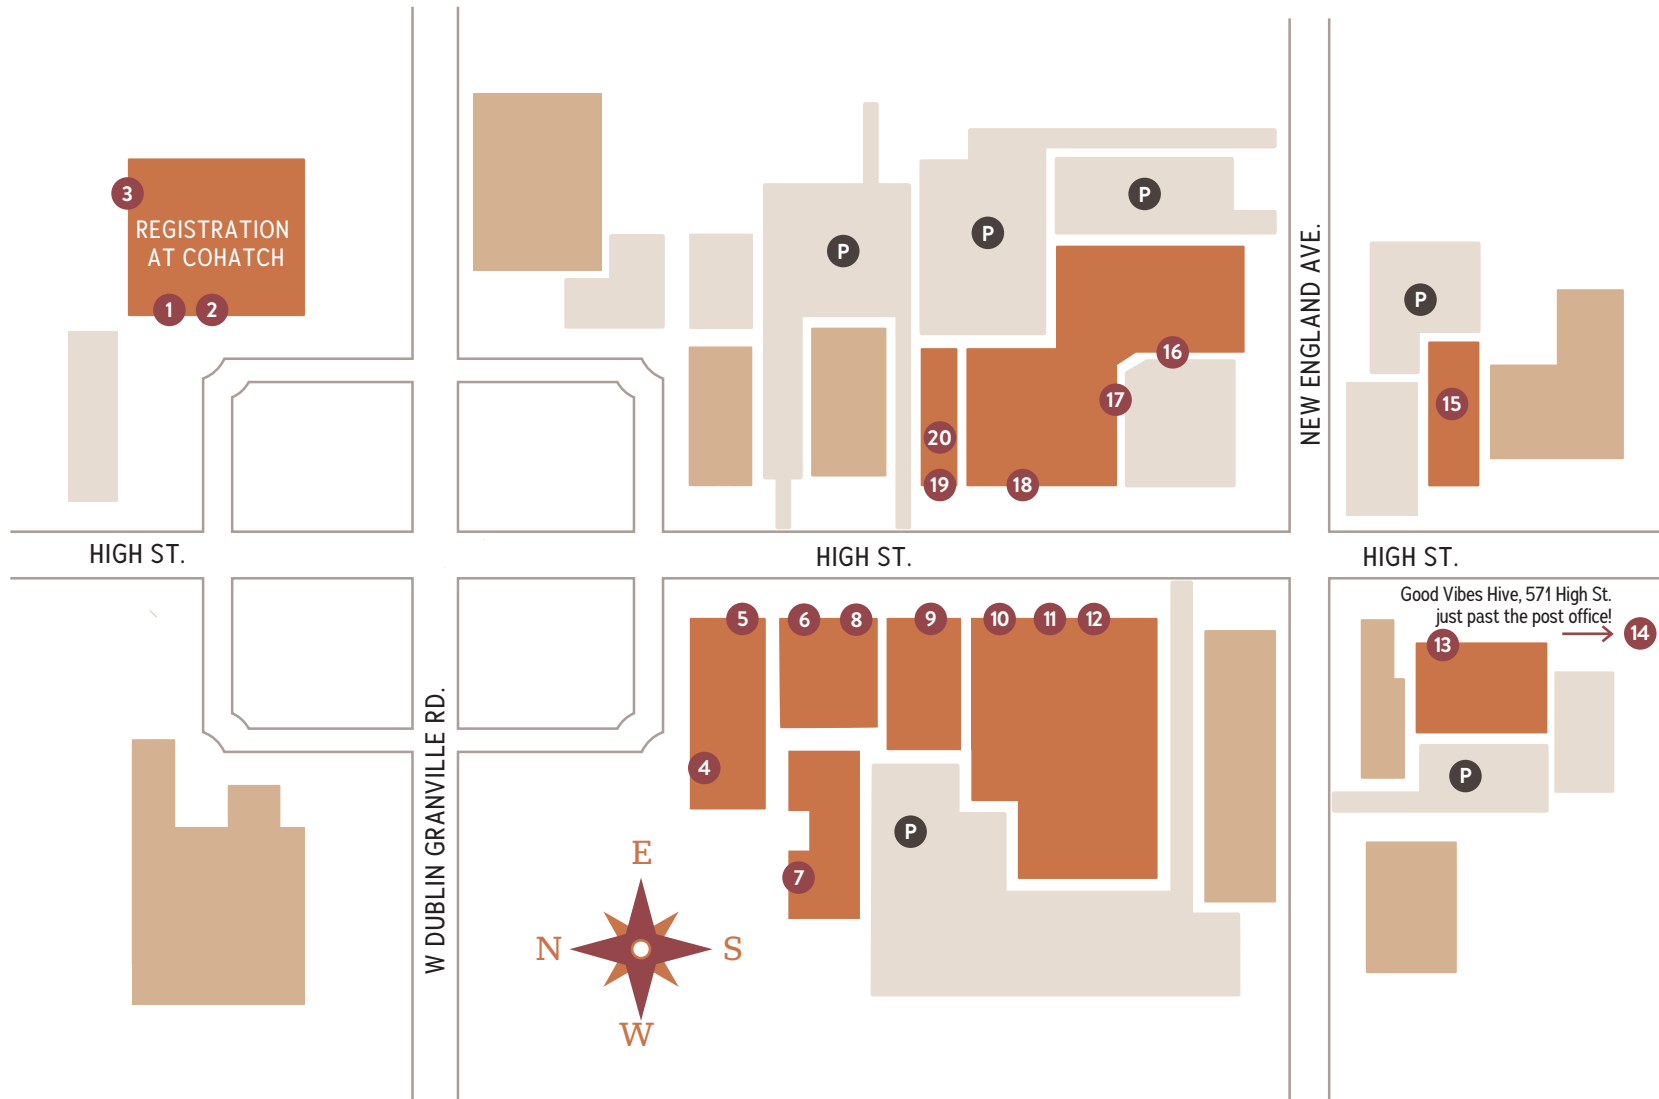 3
REGISTRATION
AT COHATCH
1
2
P
P
P
P
16
17
15
20
19
18
NEW ENGLAND AVE.
HIGH ST.
HIGH ST.
HIGH ST.
Good Vibes Hive, 571 High St.
just past the post office!
14
13
5
6
8
9
10
11
12
4
7
P
P
W DUBLIN GRANVILLE RD.
E
N
S
W